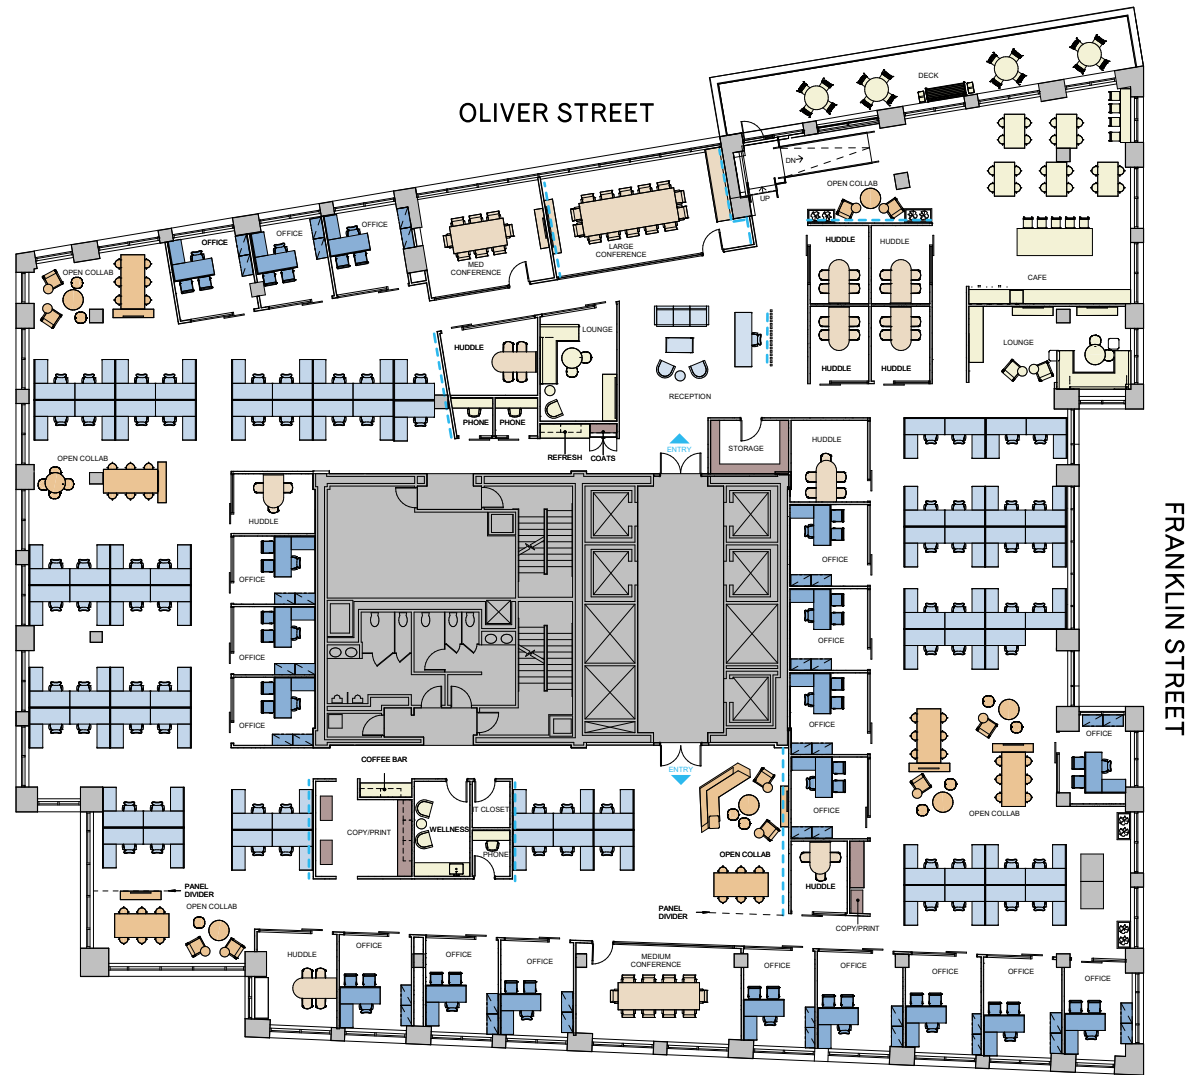 DECK
OLIVER STREET
DN
UP
OPEN COLLAB
OFFICE
OFFICE
OFFICE
HUDDLE
HUDDLE
LARGE
CONFERENCE
MED
CONFERENCE
OPEN COLLAB
CAFE
LOUNGE
HUDDLE
LOUNGE
HUDDLE
HUDDLE
RECEPTION
PHONE
PHONE
REFRESH
COATS
ENTRY
STORAGE
HUDDLE
OPEN COLLAB
HUDDLE
OFFICE
OFFICE
OFFICE
OFFICE
OFFICE
OFFICE
OFFICE
FRANKLIN STREET
OFFICE
COFFEE BAR
ENTRY
IT CLOSET
OFFICE
OPEN COLLAB
COPY/PRINT
WELLNESS
PHONE
OPEN COLLAB
HUDDLE
PANEL
DIVIDER
OPEN COLLAB
PANEL
DIVIDER
COPY/PRINT
HUDDLE
OFFICE
OFFICE
OFFICE
MEDIUM
CONFERENCE
OFFICE
OFFICE
OFFICE
OFFICE
OFFICE